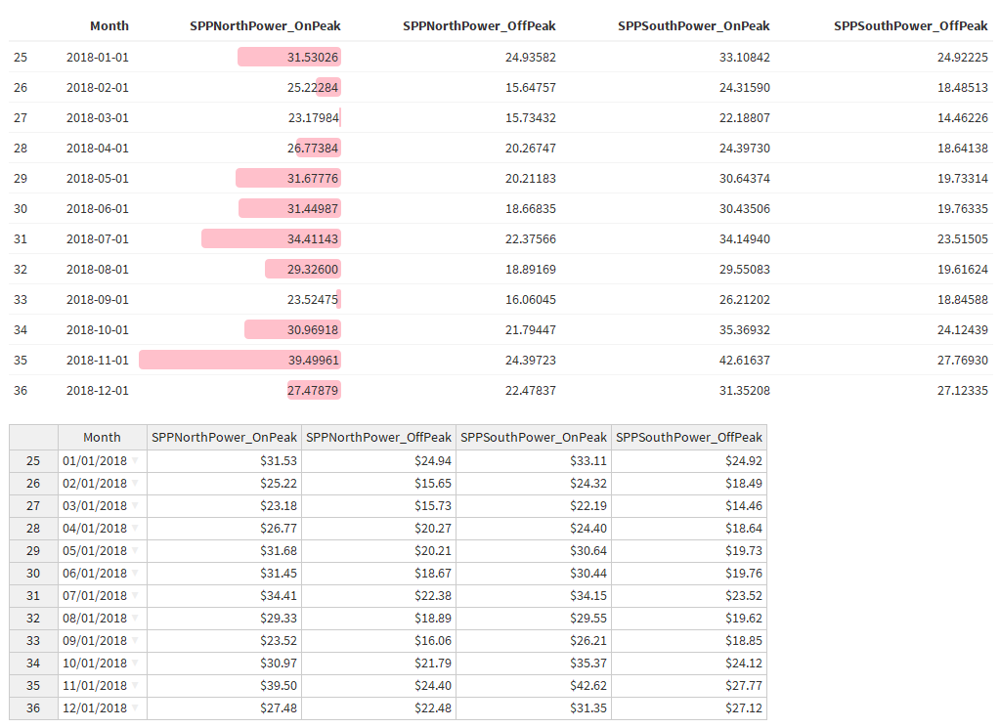 Month SPPNorthPower_OnPeak SPPNorthPower_OffPeak SPPSouthPower_OnPeak SPPSouthPower_OffPeak
25 2018-01-01 31.53026 24.93582 33.10842 24.92225
26 2018-02-01 25.22284 15.64757 24.31590 18.48513
27 2018-03-01 23.17984 15.73432 22.18807 14.46226
28 2018-04-01 26.77384 20.26747 24.39730 18.64138
29 2018-05-01 31.67776 20.21183 30.64374 19.73314
30 2018-06-01 31.44987 18.66835 30.43506 19.76335
31 2018-07-01 34.41143 22.37566 34.14940 23.51505
32 2018-08-01 29.32600 18.89169 29.55083 19.61624
33 2018-09-01 23.52475 16.06045 26.21202 18.84588
34 2018-10-01 30.96918 21.79447 35.36932 24.12439
35 2018-11-01 39.49961 24.39723 42.61637 27.76930
36 2018-12-01 27.47879 22.47837 31.35208 27.12335
Month SPPNorthPower_OnPeak SPPNorthPower_OffPeak SPPSouthPower_OnPeak SPPSouthPower_OffPeak
25 01/01/2018 $31.53 $24.94 $33.11 $24.92
26 02/01/2018 $25.22 $15.65 $24.32 $18.49
27 03/01/2018 $23.18 $15.73 $22.19 $14.46
28 04/01/2018 $26.77 $20.27 $24.40 $18.64
29 05/01/2018 $31.68 $20.21 $30.64 $19.73
30 06/01/2018 $31.45 $18.67 $30.44 $19.76
31 07/01/2018 $34.41 $22.38 $34.15 $23.52
32 08/01/2018 $29.33 $18.89 $29.55 $19.62
33 09/01/2018 $23.52 $16.06 $26.21 $18.85
34 10/01/2018 $30.97 $21.79 $35.37 $24.12
35 11/01/2018 $39.50 $24.40 $42.62 $27.77
36 12/01/2018 $27.48 $22.48 $31.35 $27.12